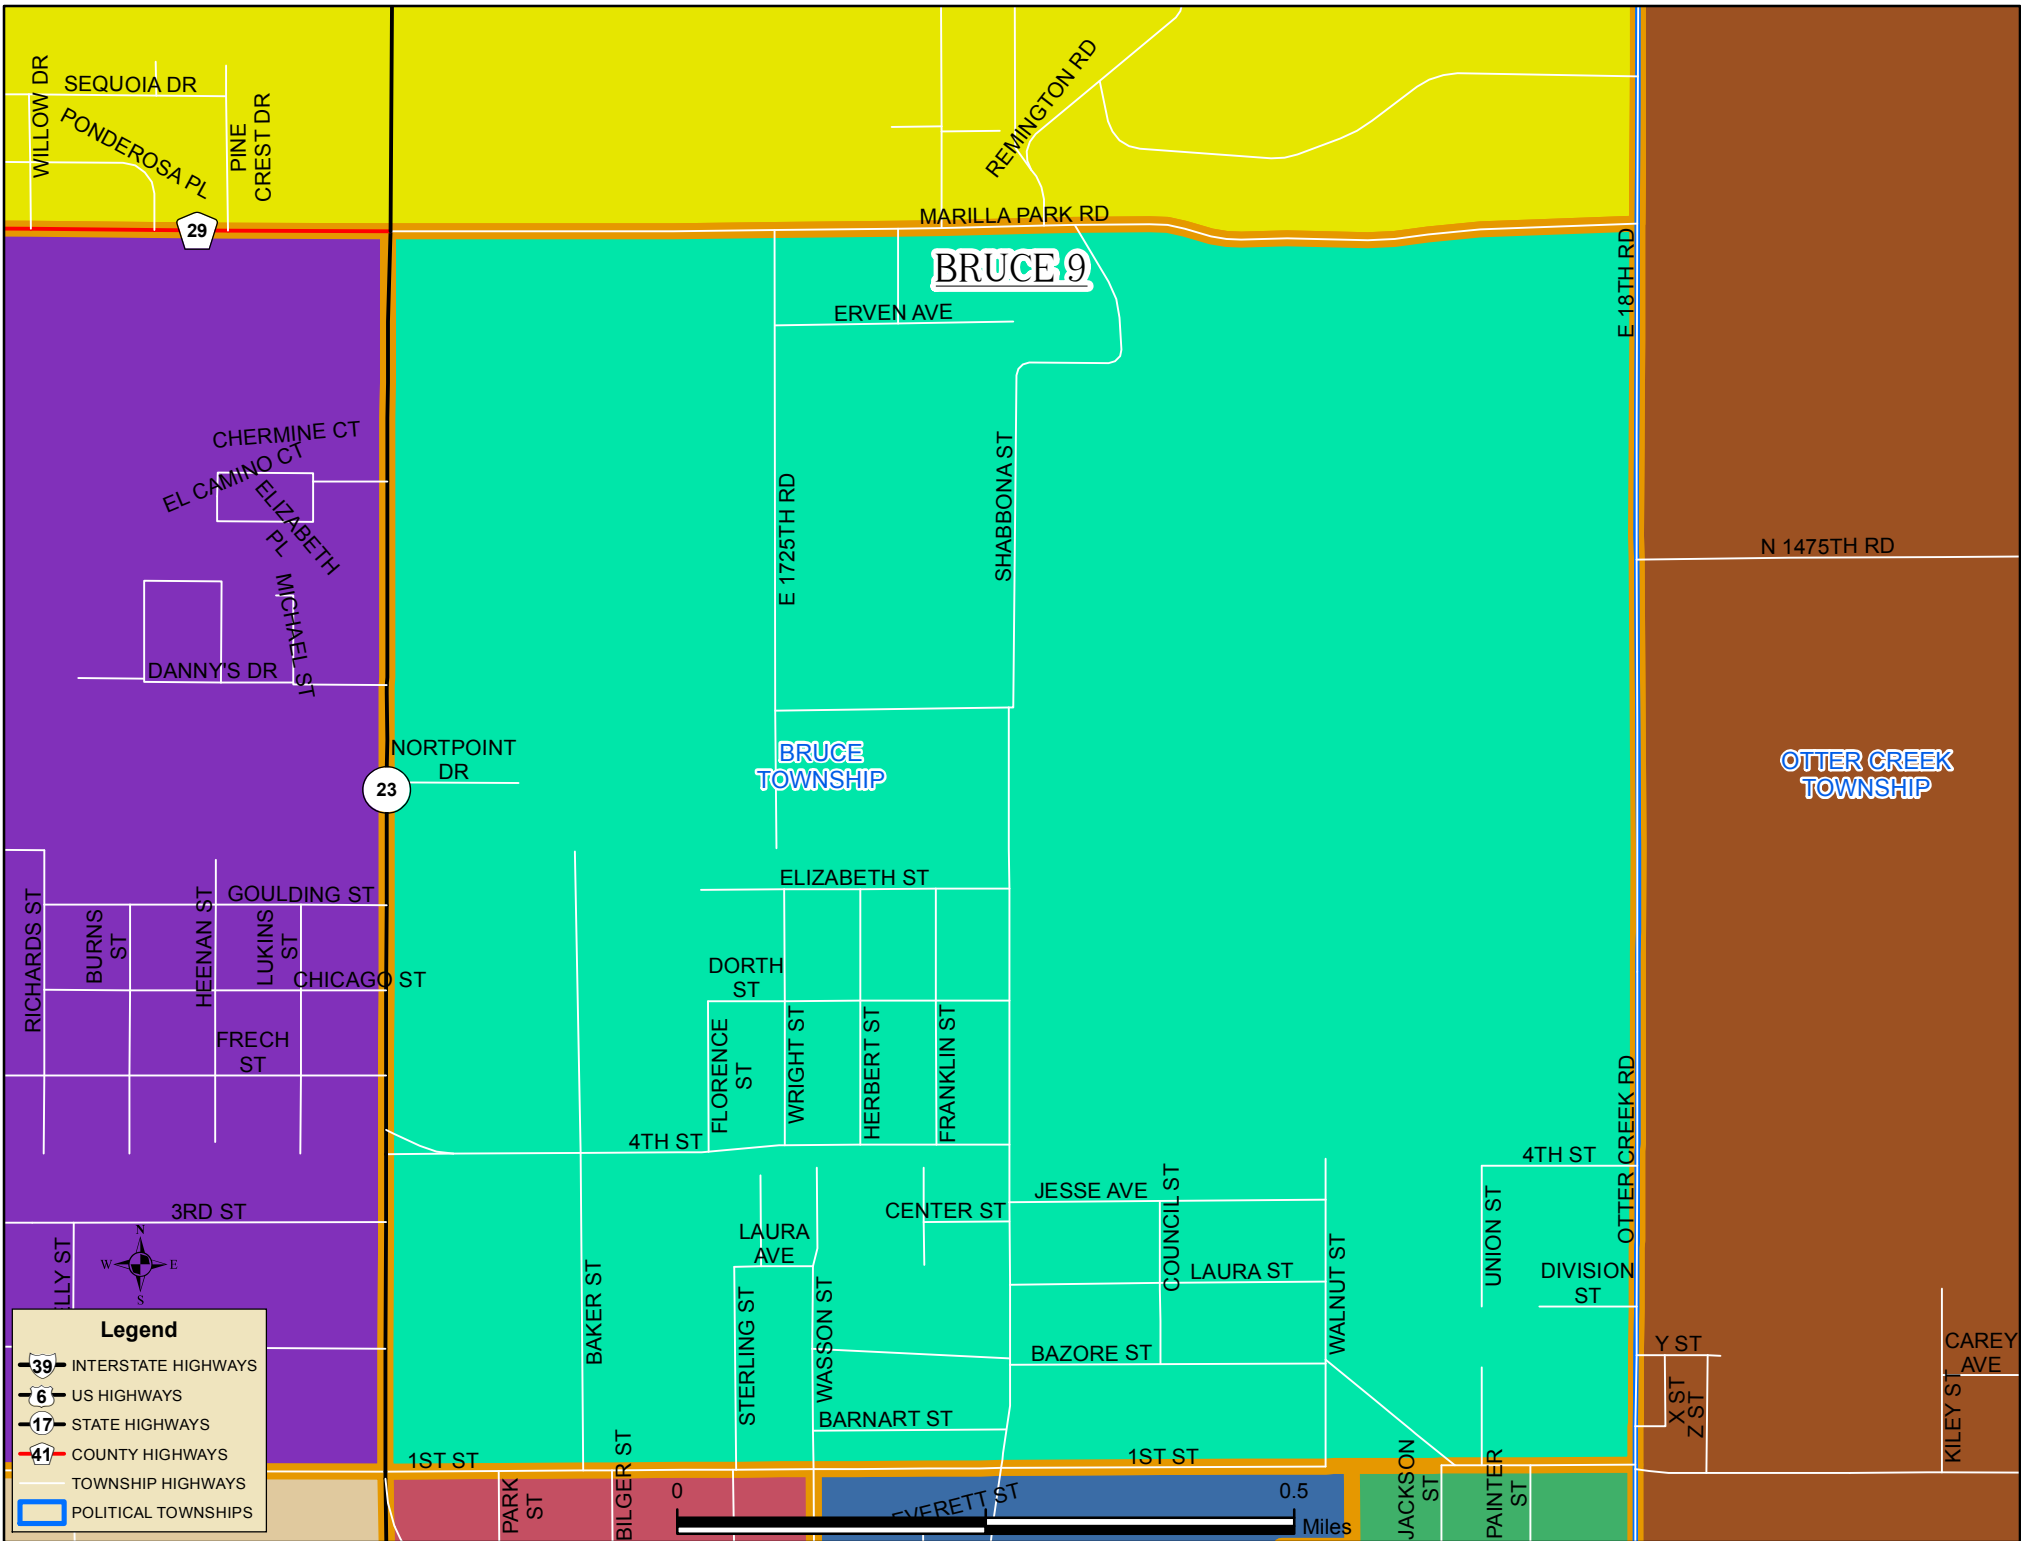 WILLOW DR
SEQUOIA DR
PONDEROSA PL
PINE
CREST DR
REMINGTON RD
29
MARILLA PARK RD
BRUCE 9
ERVEN AVE
E 18TH RD
CHERMINE CT
EL CAMINO CT
ELIZABETH
PL
MICHAEL ST
DANNY'S DR
E 1725TH RD
SHABBONA ST
N 1475TH RD
NORTPOINT
DR
23
BRUCE
TOWNSHIP
OTTER CREEK
TOWNSHIP
RICHARDS ST
BURNS
ST
HEENAN ST
GOULDING ST
LUKINS
ST
CHICAGO ST
FRECH
ST
ELIZABETH ST
DORTH
ST
FLORENCE
ST
WRIGHT ST
HERBERT ST
FRANKLIN ST
4TH ST
4TH ST
OTTER CREEK RD
3RD ST
JESSE AVE
CENTER ST
COUNCIL ST
LAURA
AVE
LAURA ST
WALNUT ST
UNION ST
DIVISION
ST
BAKER ST
STERLING ST
WASSON ST
BAZORE ST
BARNART ST
Y ST
X ST
Z ST
CAREY
AVE
KILEY ST
1ST ST
1ST ST
PARK
ST
BILGER ST
EVERETT ST
JACKSON
ST
PAINTER
ST
N
W
E
S
LLY ST
Legend
39 INTERSTATE HIGHWAYS
6 US HIGHWAYS
17 STATE HIGHWAYS
41 COUNTY HIGHWAYS
TOWNSHIP HIGHWAYS
POLITICAL TOWNSHIPS
0
0.5
Miles